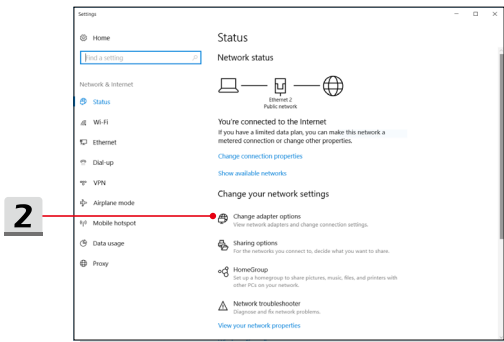 Settings
Home
Find a setting
Network & Internet
Status
Wi-Fi
Ethernet
Dial-up
VPN
Airplane mode
Mobile hotspot
Data usage
Proxy
2
Status
Network status
Ethernet 2
Public network
You're connected to the Internet
If you have a limited data plan, you can make this network a
metered connection or change other properties.
Change connection properties
Show available networks
Change your network settings
Change adapter options
View network adapters and change connection settings.
Sharing options
For the networks you connect to, decide what you want to share.
HomeGroup
Set up a homegroup to share pictures, music, files, and printers with
other PCs on your network.
Network troubleshooter
Diagnose and fix network problems.
View your network properties